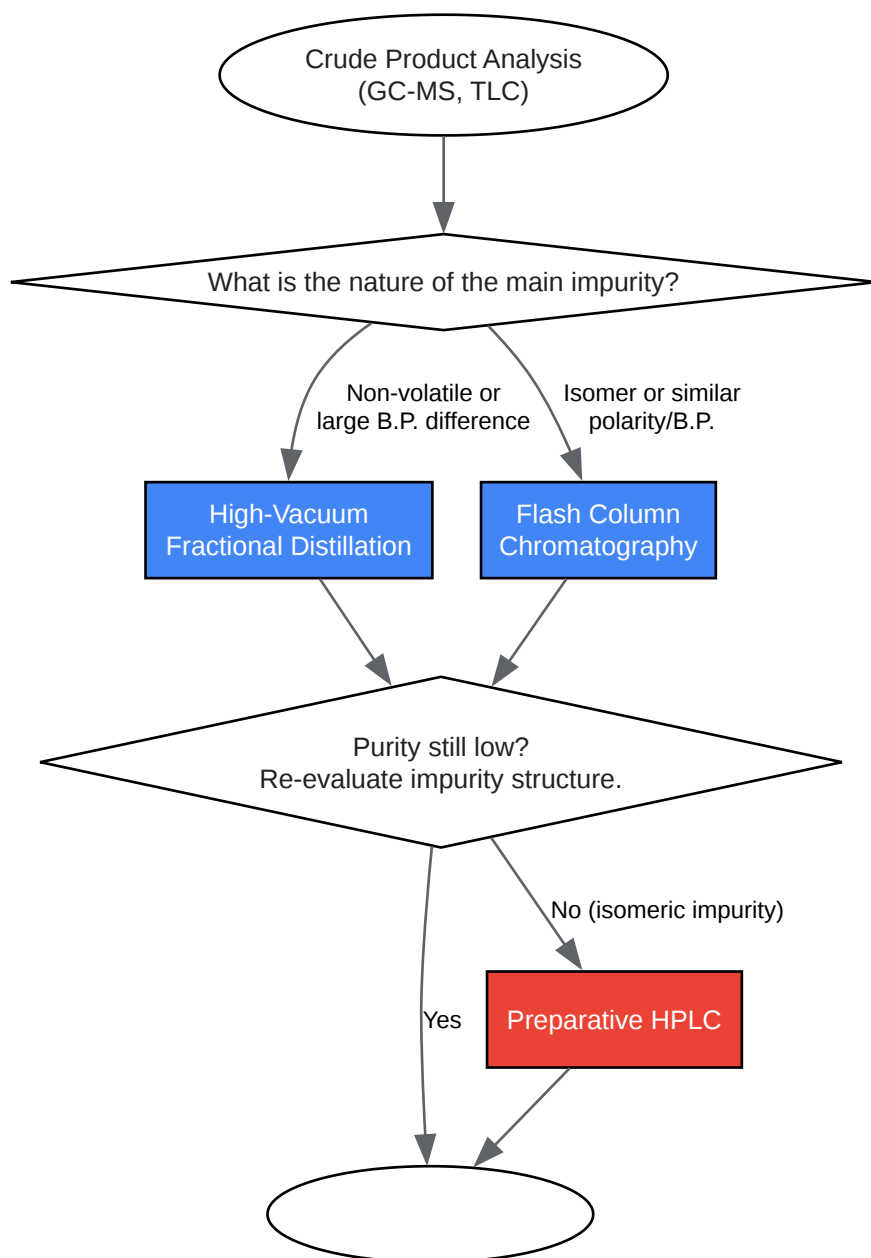 Crude Product Analysis
(GC-MS, TLC)
What is the nature of the main impurity?
Non-volatile or
large B.P. difference
Isomer or similar
polarity/B.P.
High-Vacuum
Fractional Distillation
Flash Column
Chromatography
Purity still low?
Re-evaluate impurity structure.
No (isomeric impurity)
Yes
Preparative HPLC